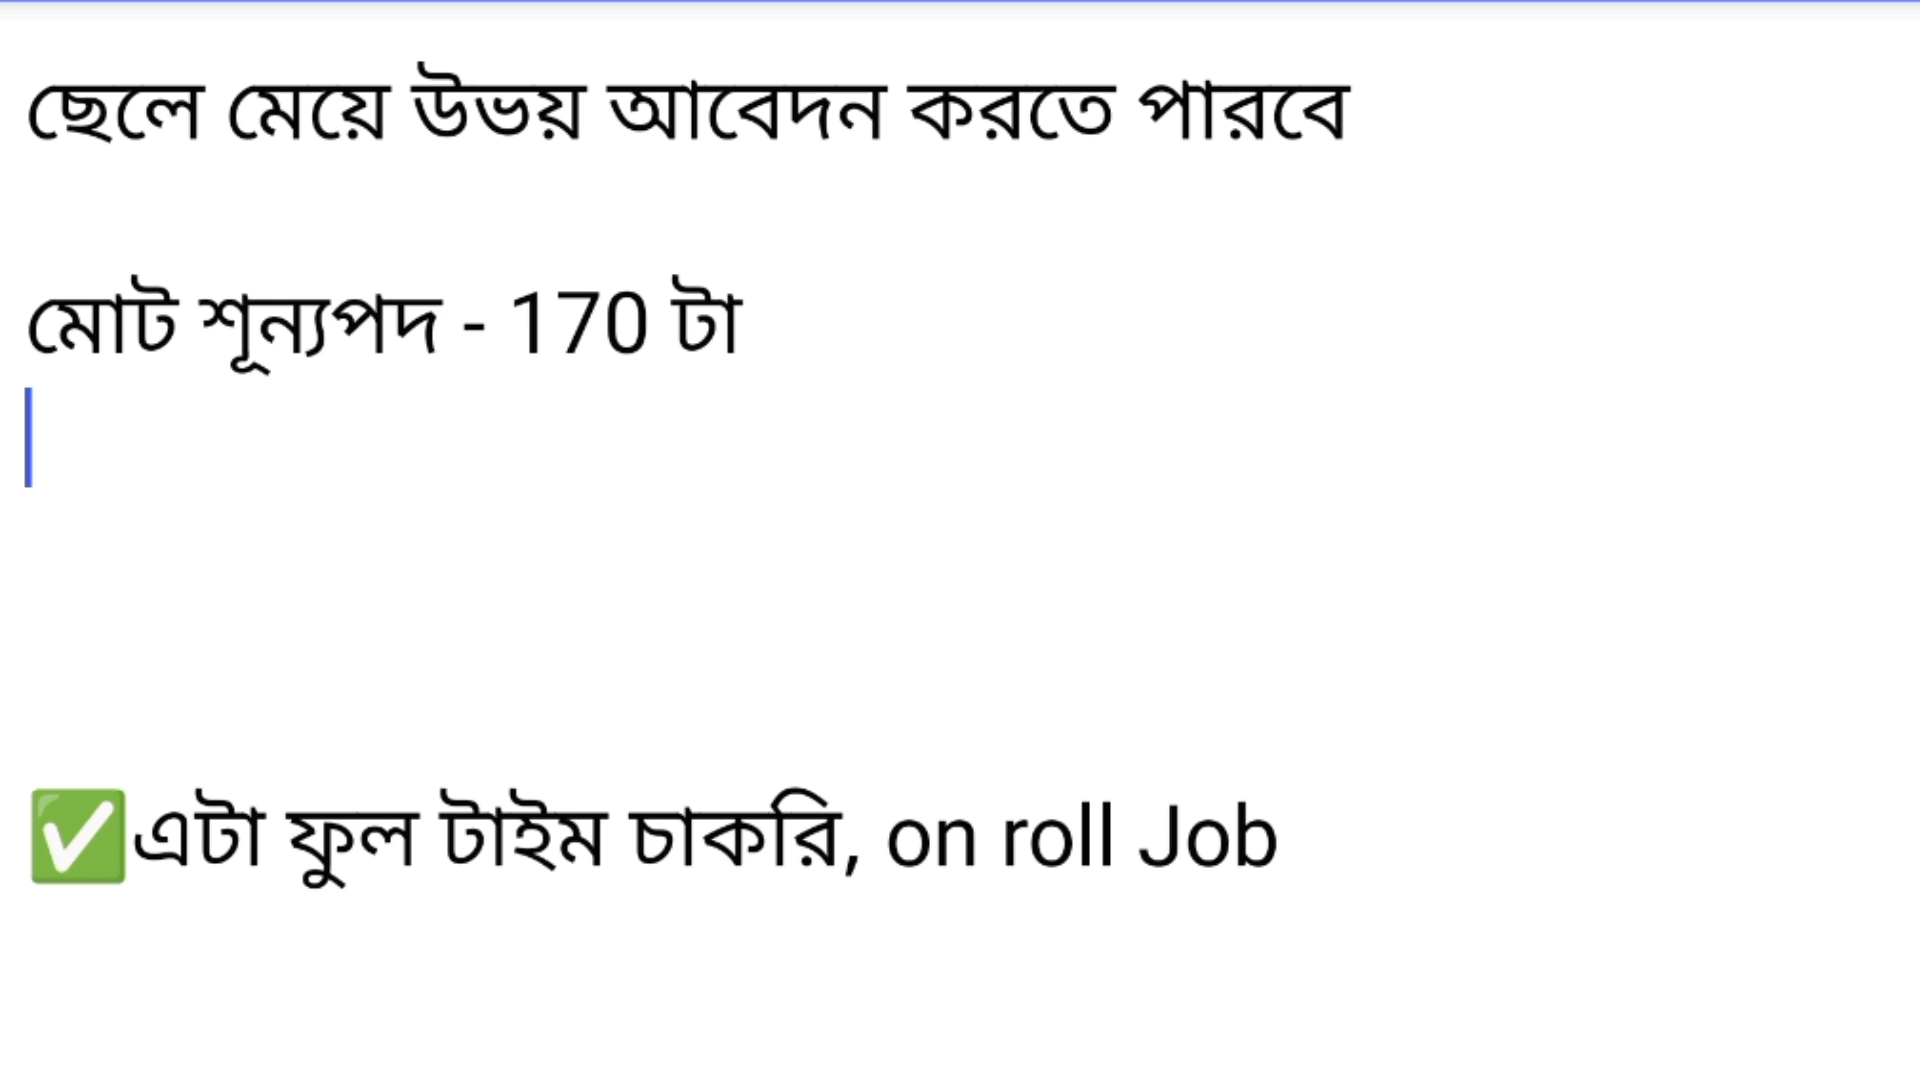 ছেলে মেয়ে উভয় আবেদন করতে পারবে
মোট শূন্যপদ - 170 টা
✅এটা ফুল টাইম চাকরি, on roll Job